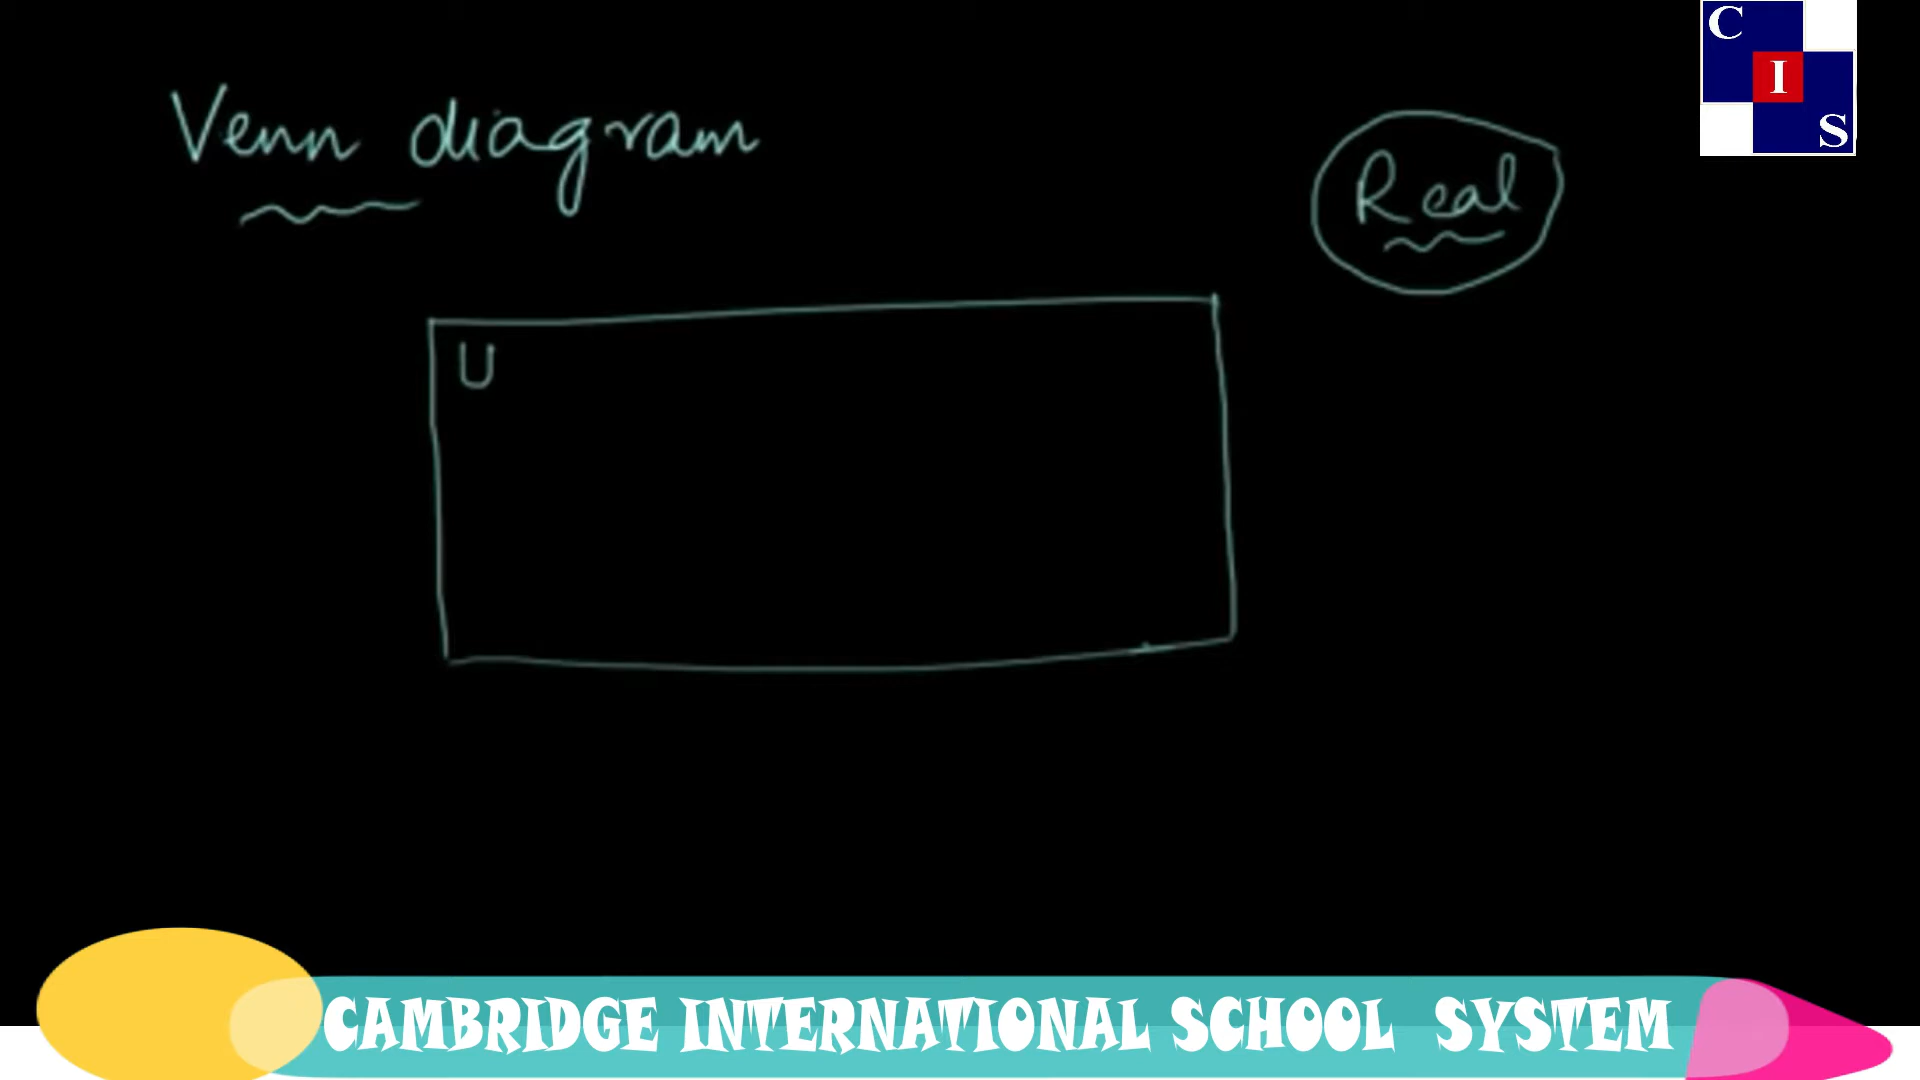 Venn diagram
Real
U
C
I
S
CAMBRIDGE INTERNATIONAL SCHOOL SYSTEM